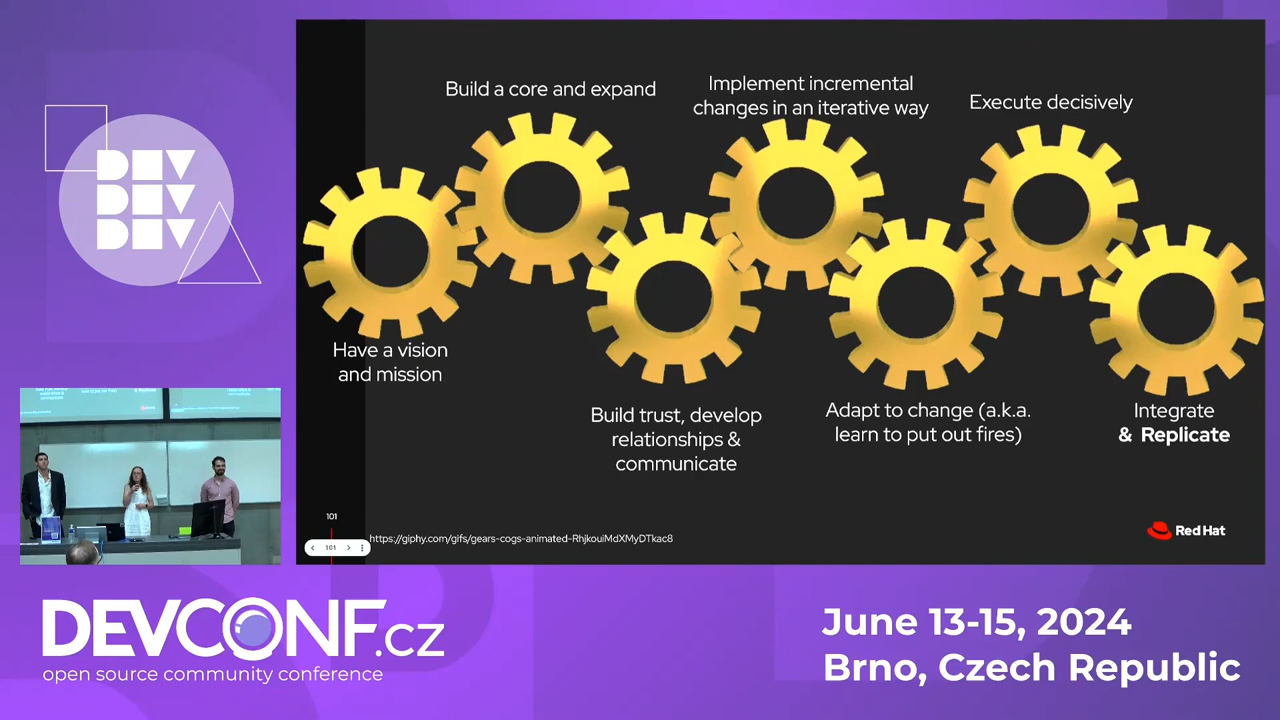 DEV
DEV
DEV
Build a core and expand
Implement incremental
changes in an iterative way
Execute decisively
Have a vision
and mission
Build trust, develop
relationships &
communicate
Adapt to change (a.k.a.
learn to put out fires)
Integrate
& Replicate
101
101
https://giphy.com/gifs/gears-cogs-animated-RhjkouiMdXMyDTkac8
Red Hat
DEVCONF.cz
open source community conference
June 13-15, 2024
Brno, Czech Republic